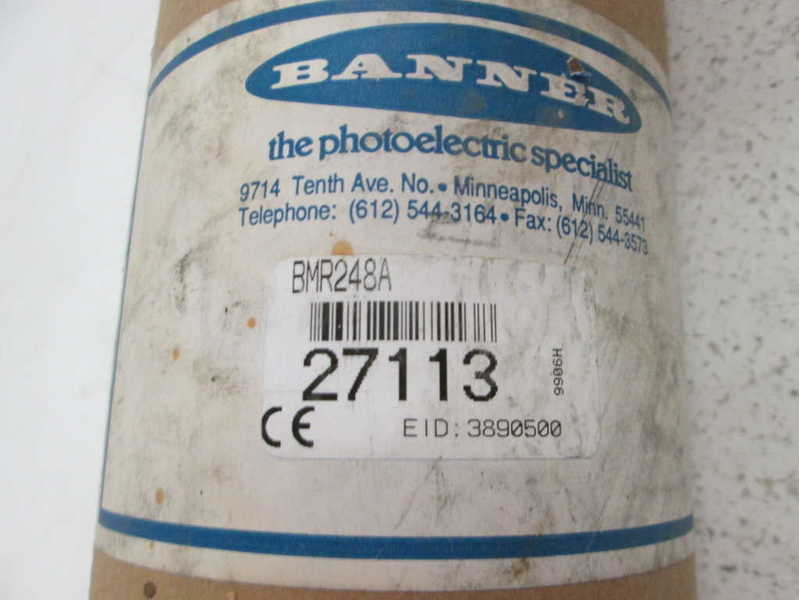 BANNER
the photoelectric specialist
9714 Tenth Ave. No. • Minneapolis, Minn. 55441
Telephone: (612) 544-3164 • Fax: (612) 544-3573
BMR248A
27113
9906H
CE EID: 3890500